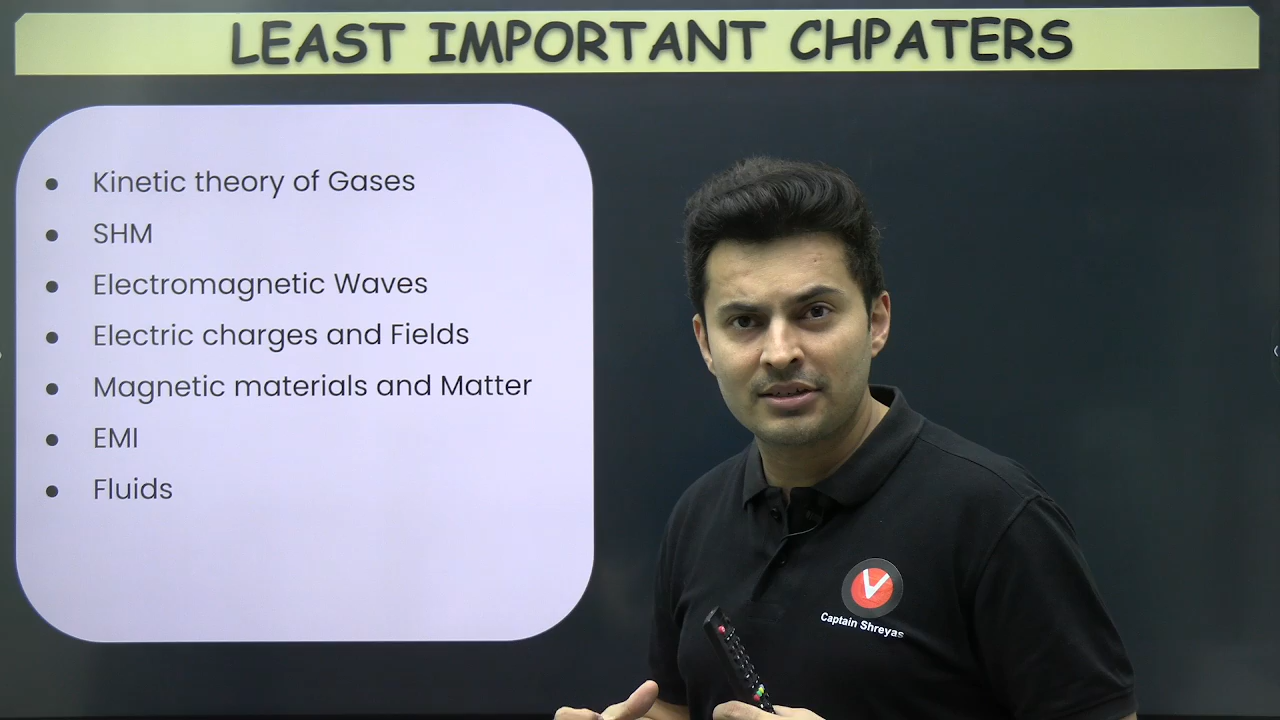 LEAST IMPORTANT CHPATERS
• Kinetic theory of Gases
• SHM
• Electromagnetic Waves
• Electric charges and Fields
• Magnetic materials and Matter
• EMI
• Fluids
V
Captain Shreyas